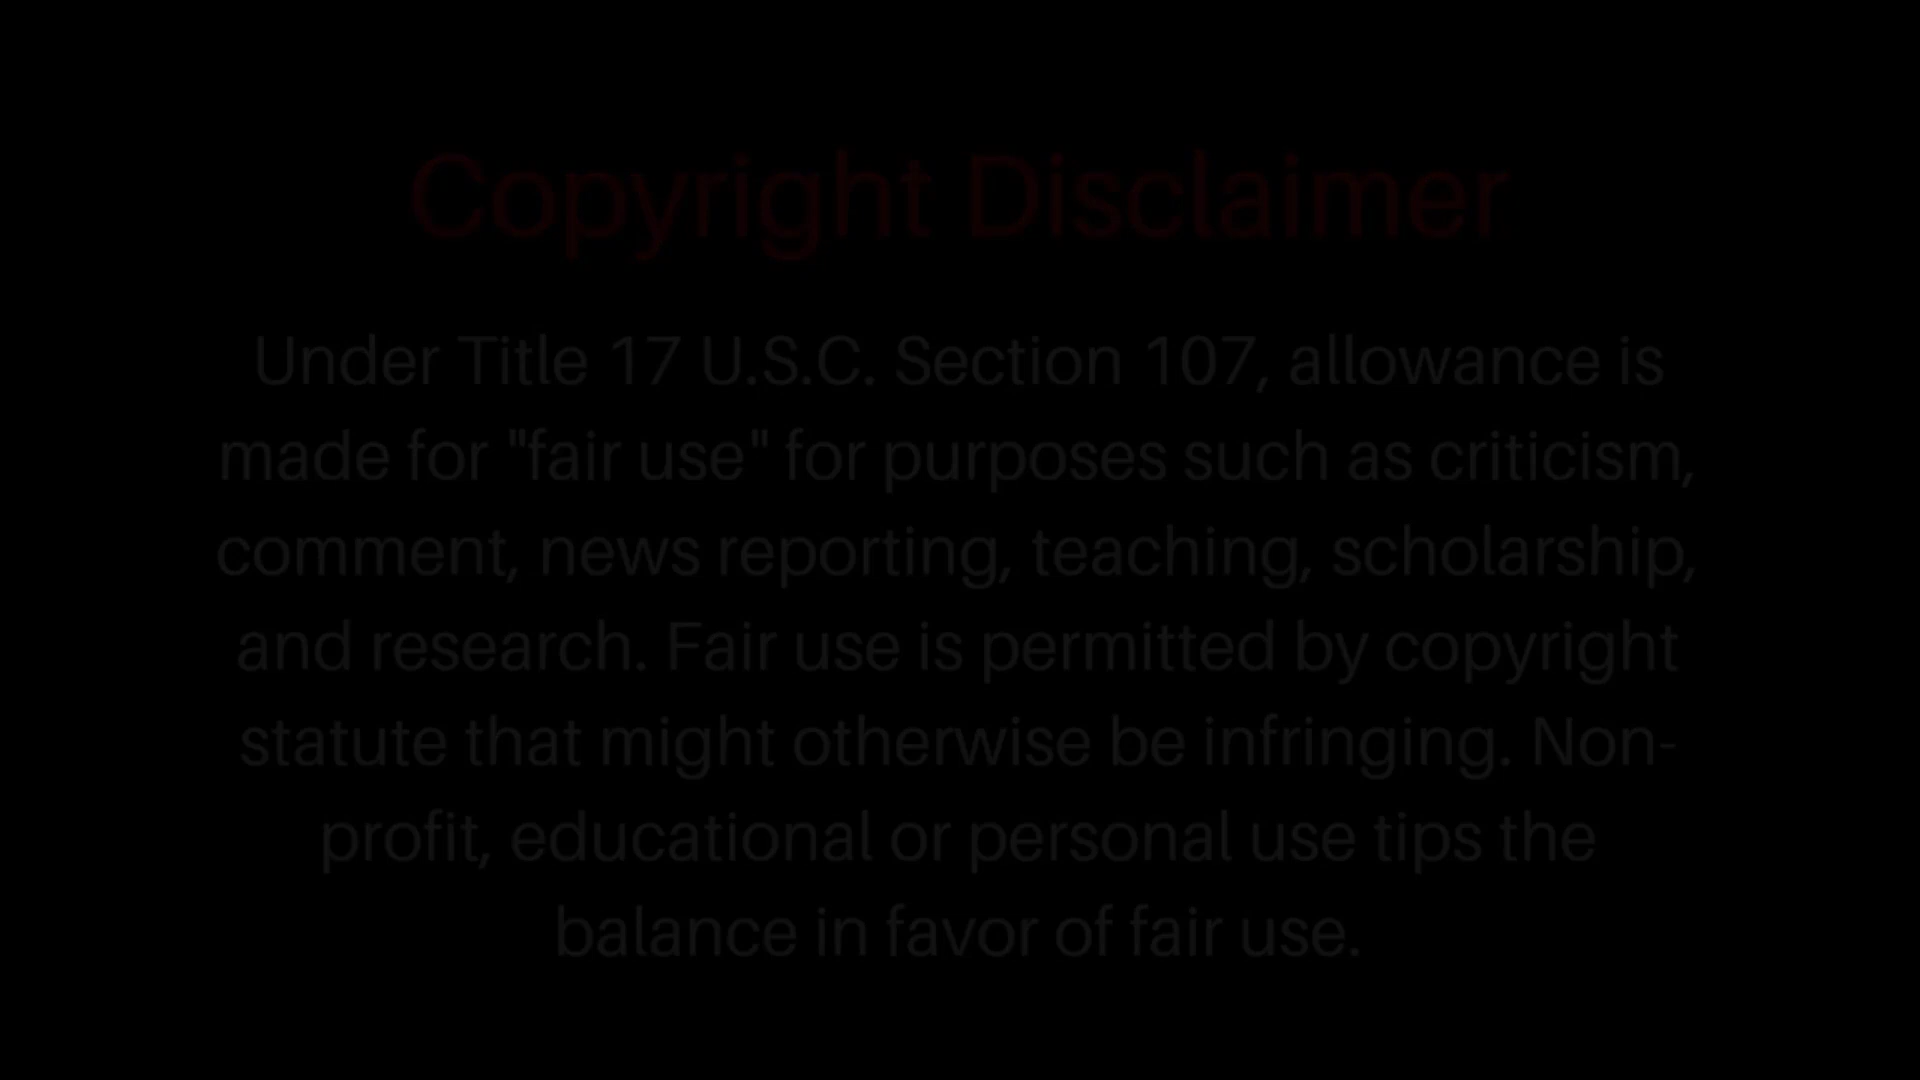 Copyright Disclaimer
Under Title 17 U.S.C. Section 107, allowance is
made for "fair use" for purposes such as criticism,
comment, news reporting, teaching, scholarship,
and research. Fair use is permitted by copyright
statute that might otherwise be infringing. Non-
profit, educational or personal use tips the
balance in favor of fair use.